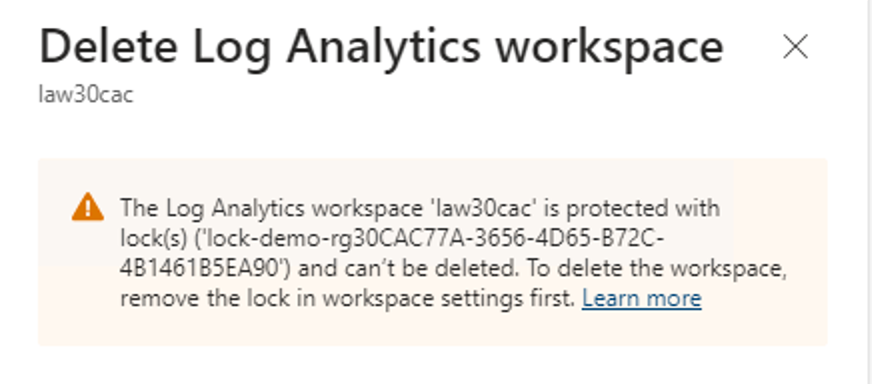 Delete Log Analytics workspace
law30cac
The Log Analytics workspace 'law30cac' is protected with
lock(s) ('lock-demo-rg30CAC77A-3656-4D65-B72C-
4B1461B5EA90') and can’t be deleted. To delete the workspace,
remove the lock in workspace settings first. Learn more